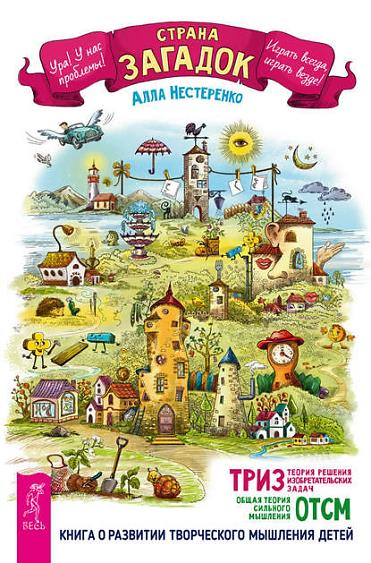 Ура! У нас
проблемы!
СТРАНА
ЗАГАДОК
Играть всегда,
играть везде!
АЛЛА НЕСТЕРЕНКО
ТРИЗ
ТЕОРИЯ РЕШЕНИЯ
ИЗОБРЕТАТЕЛЬСКИХ
ЗАДАЧ
ОБЩАЯ ТЕОРИЯ
СИЛЬНОГО
МЫШЛЕНИЯ
ОТСМ
ВЕСЬ
КНИГА О РАЗВИТИИ ТВОРЧЕСКОГО МЫШЛЕНИЯ ДЕТЕЙ